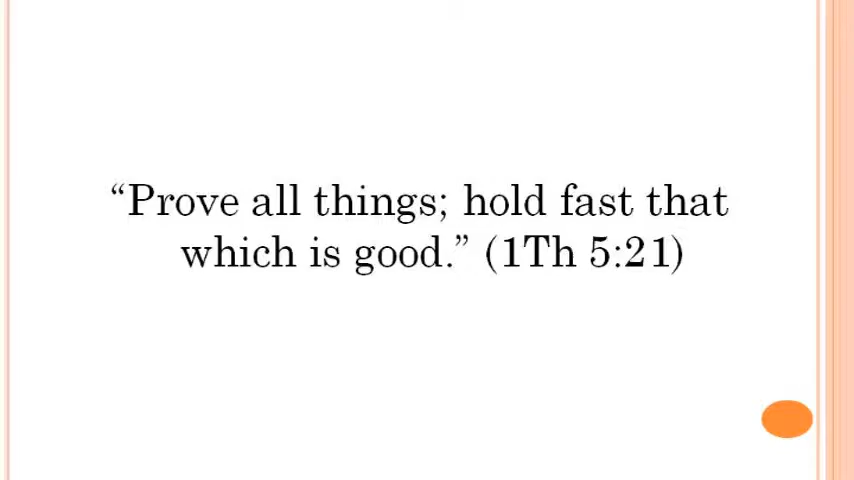 “Prove all things; hold fast that
which is good.” (1Th 5:21)